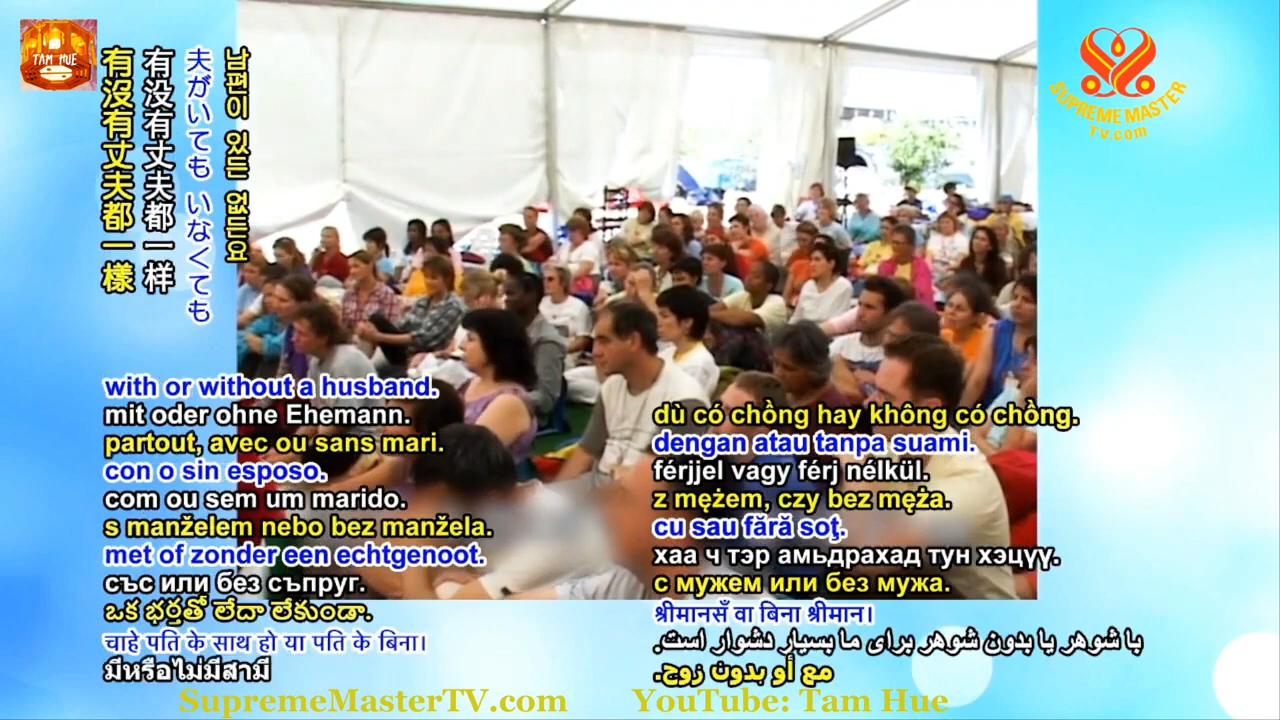 TAM HUE
有沒有丈夫都一樣
有没有丈夫都一样
夫がいても いなくても
남편이 있든 없든요
SUPREME MASTER
TV.com
with or without a husband.
mit oder ohne Ehemann.
partout, avec ou sans mari.
con o sin esposo.
com ou sem um marido.
s manželem nebo bez manžela.
met of zonder een echtgenoot.
със или без съпруг.
ఒక భర్తతో లేదా లేకుండా.
चाहे पति के साथ हो या पति के बिना।
มีหรือไม่มีสามี
dù có chồng hay không có chồng.
dengan atau tanpa suami.
férjjel vagy férj nélkül.
z mężem, czy bez męża.
cu sau fără soţ.
хаа ч тэр амьдрахад тун хэцүү.
с мужем или без мужа.
श्रीमानसँ वा बिना श्रीमान।
با شوهر یا بدون شوهر برای ما بسیار دشوار است.
مع أو بدون زوج.
SupremeMasterTV.com
YouTube: Tam Hue